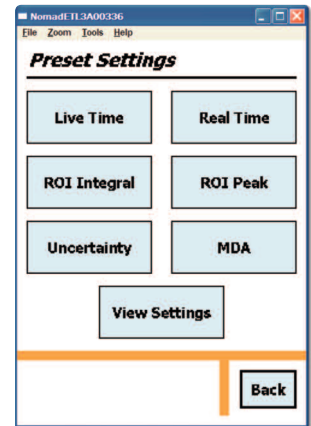 NomadETL3A00336
File Zoom Tools Help
Preset Settings
Live Time Real Time
ROI Integral ROI Peak
Uncertainty MDA
View Settings
Back